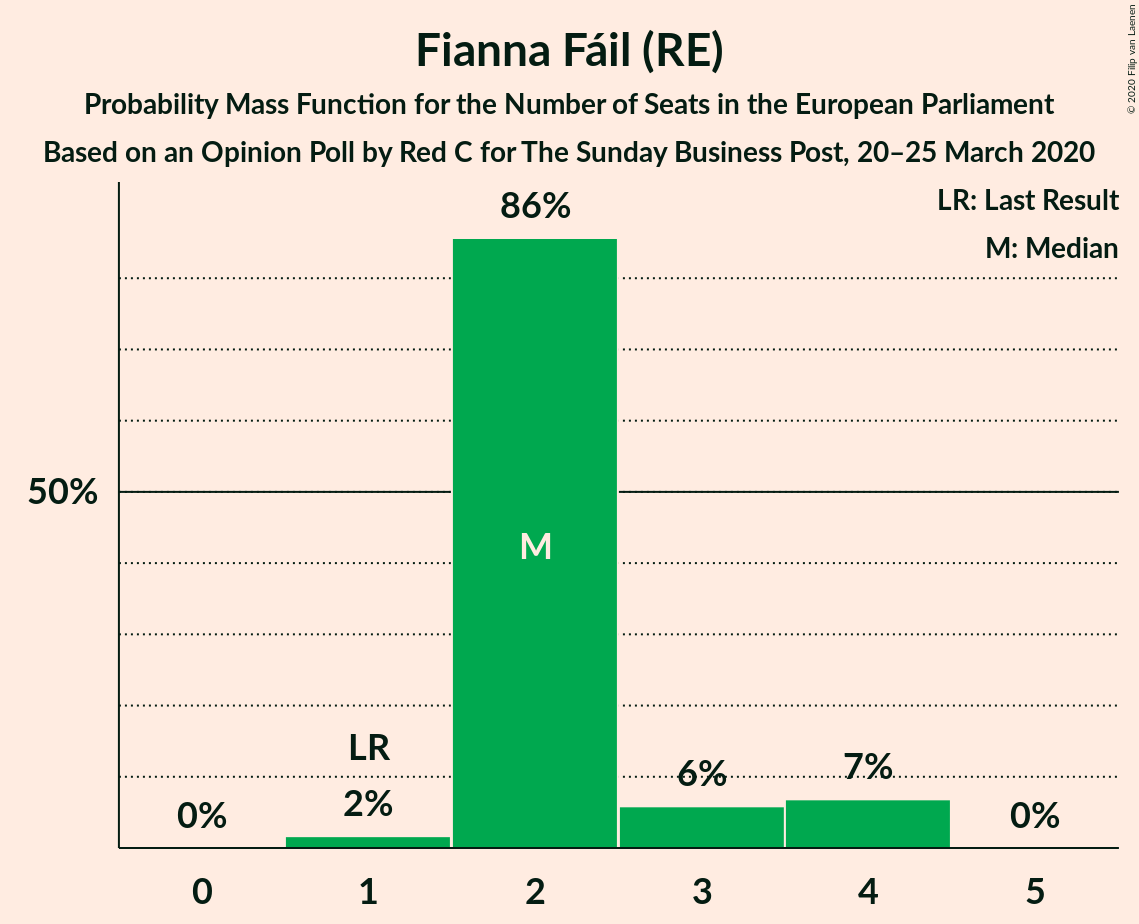 Fianna Fáil (RE)
Probability Mass Function for the Number of Seats in the European Parliament
Based on an Opinion Poll by Red C for The Sunday Business Post, 20–25 March 2020
© 2020 Filip van Laenen
LR: Last Result
M: Median
86%
50%
M
LR
0%
2%
6%
7%
0%
0 1 2 3 4 5